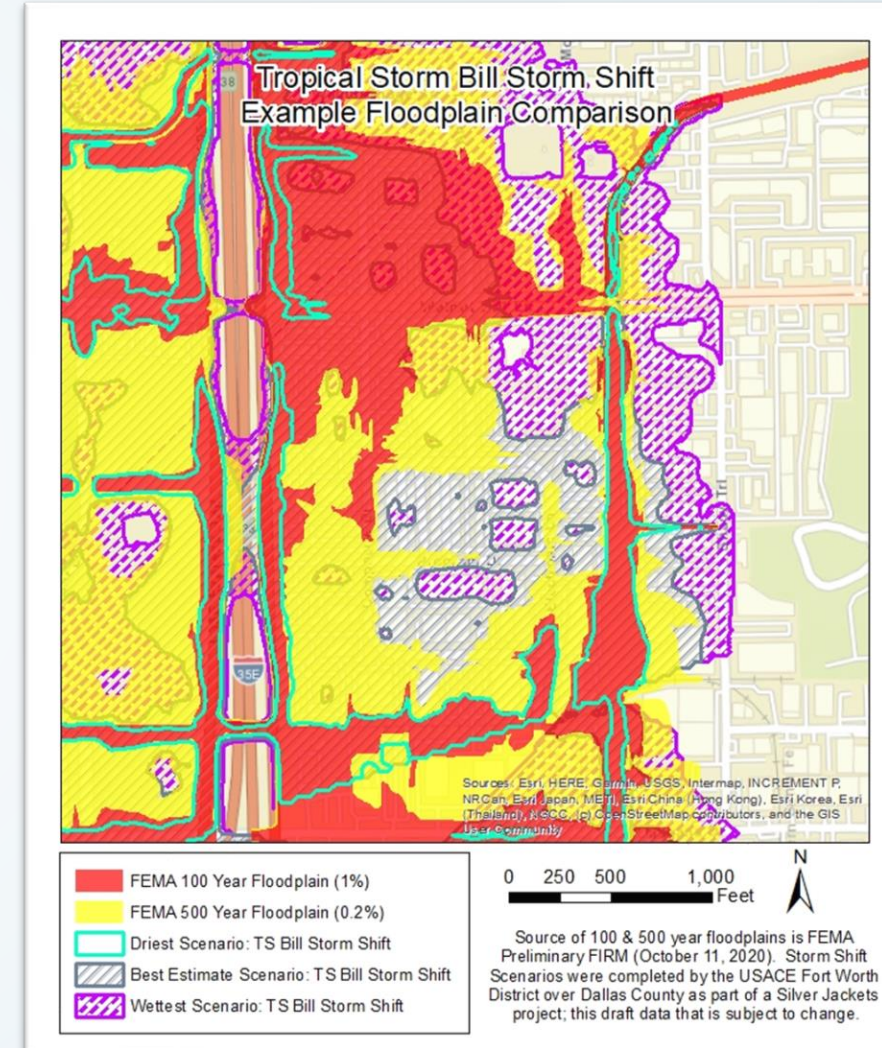 Tropical Storm Bill Storm Shift
Example Floodplain Comparison
35E
Sources: Esri, HERE, Garmin, USGS, Intermap, INCREMENT P,
NRCan, Esri Japan, METI, Esri China (Hong Kong), Esri Korea, Esri
(Thailand), NGCC, (c) OpenStreetMap contributors, and the GIS
User Community
FEMA 100 Year Floodplain (1%)
FEMA 500 Year Floodplain (0.2%)
Driest Scenario: TS Bill Storm Shift
Best Estimate Scenario: TS Bill Storm Shift
Wettest Scenario: TS Bill Storm Shift
0 250 500 1,000
Feet
N
Source of 100 & 500 year floodplains is FEMA
Preliminary FIRM (October 11, 2020). Storm Shift
Scenarios were completed by the USACE Fort Worth
District over Dallas County as part of a Silver Jackets
project; this draft data that is subject to change.